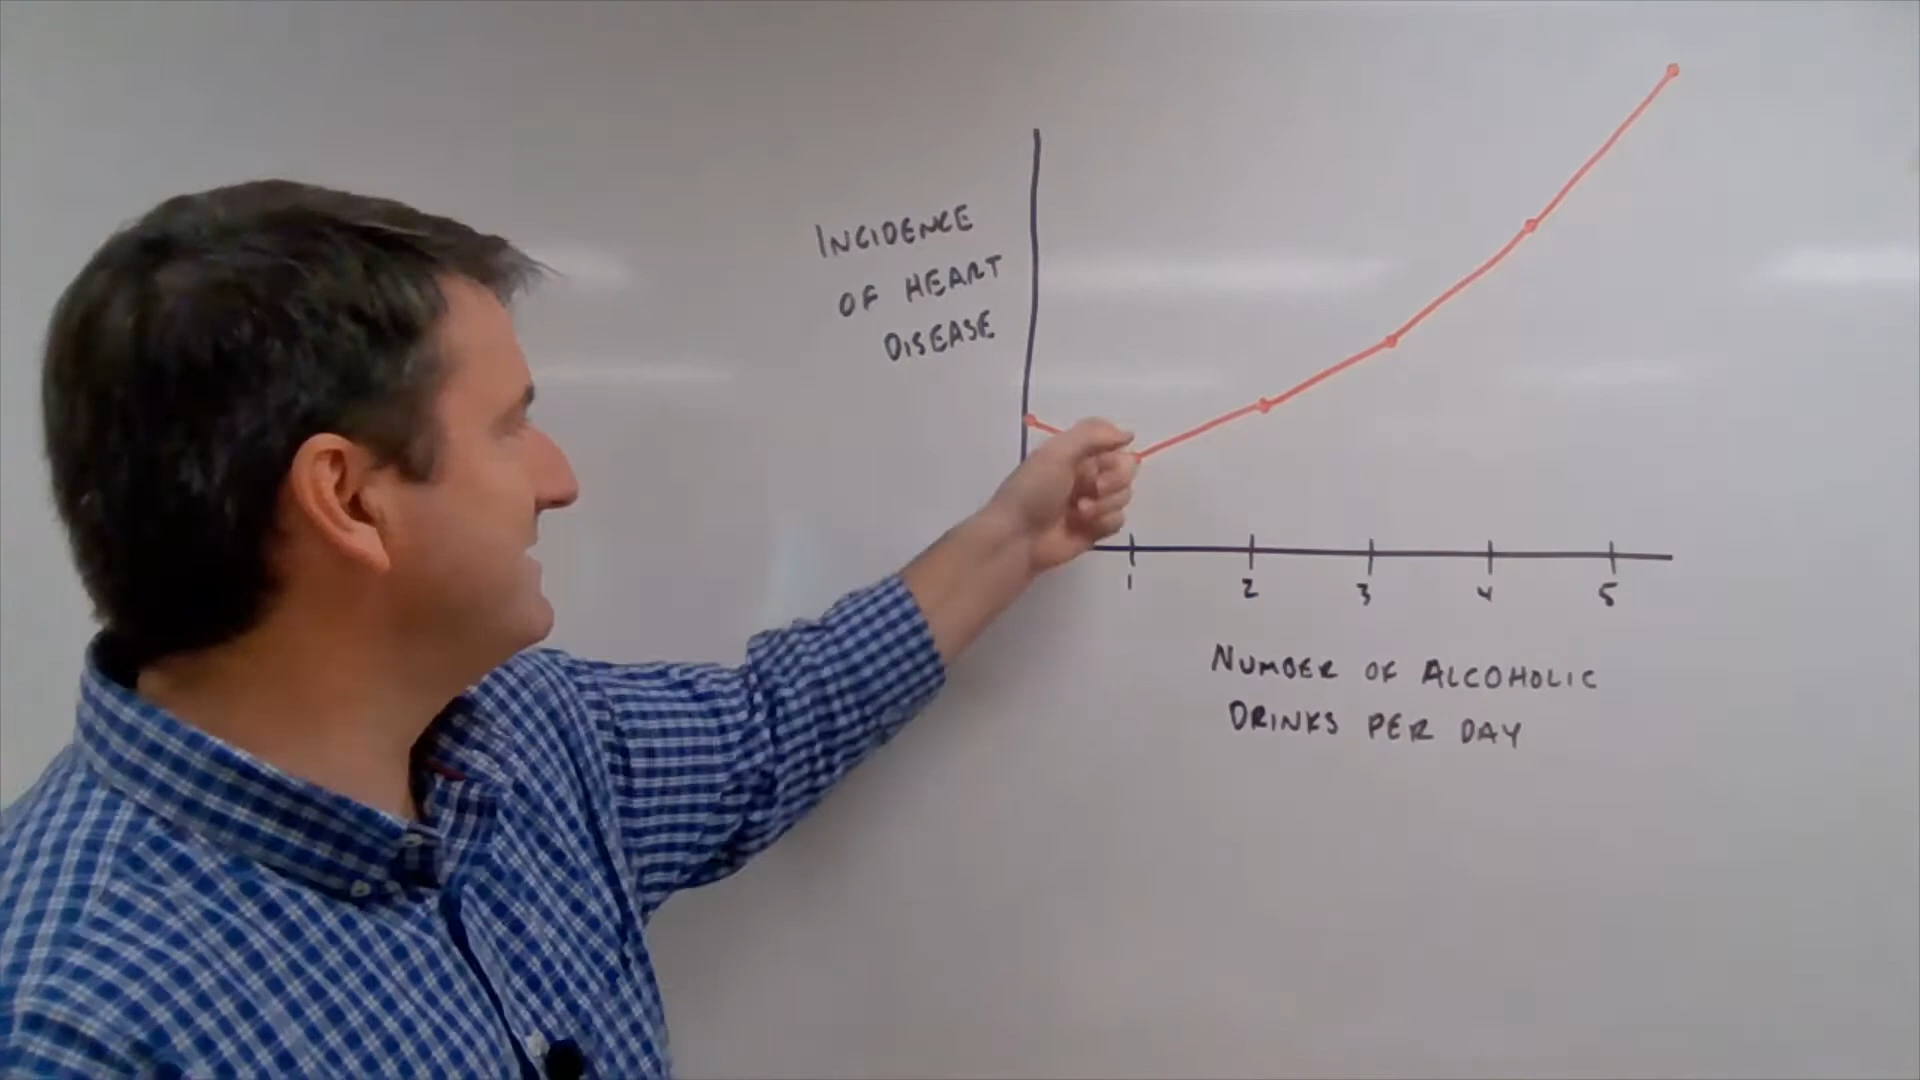 INCIDENCE
OF HEART
DISEASE
1 2 3 4 5
NUMBER OF ALCOHOLIC
DRINKS PER DAY